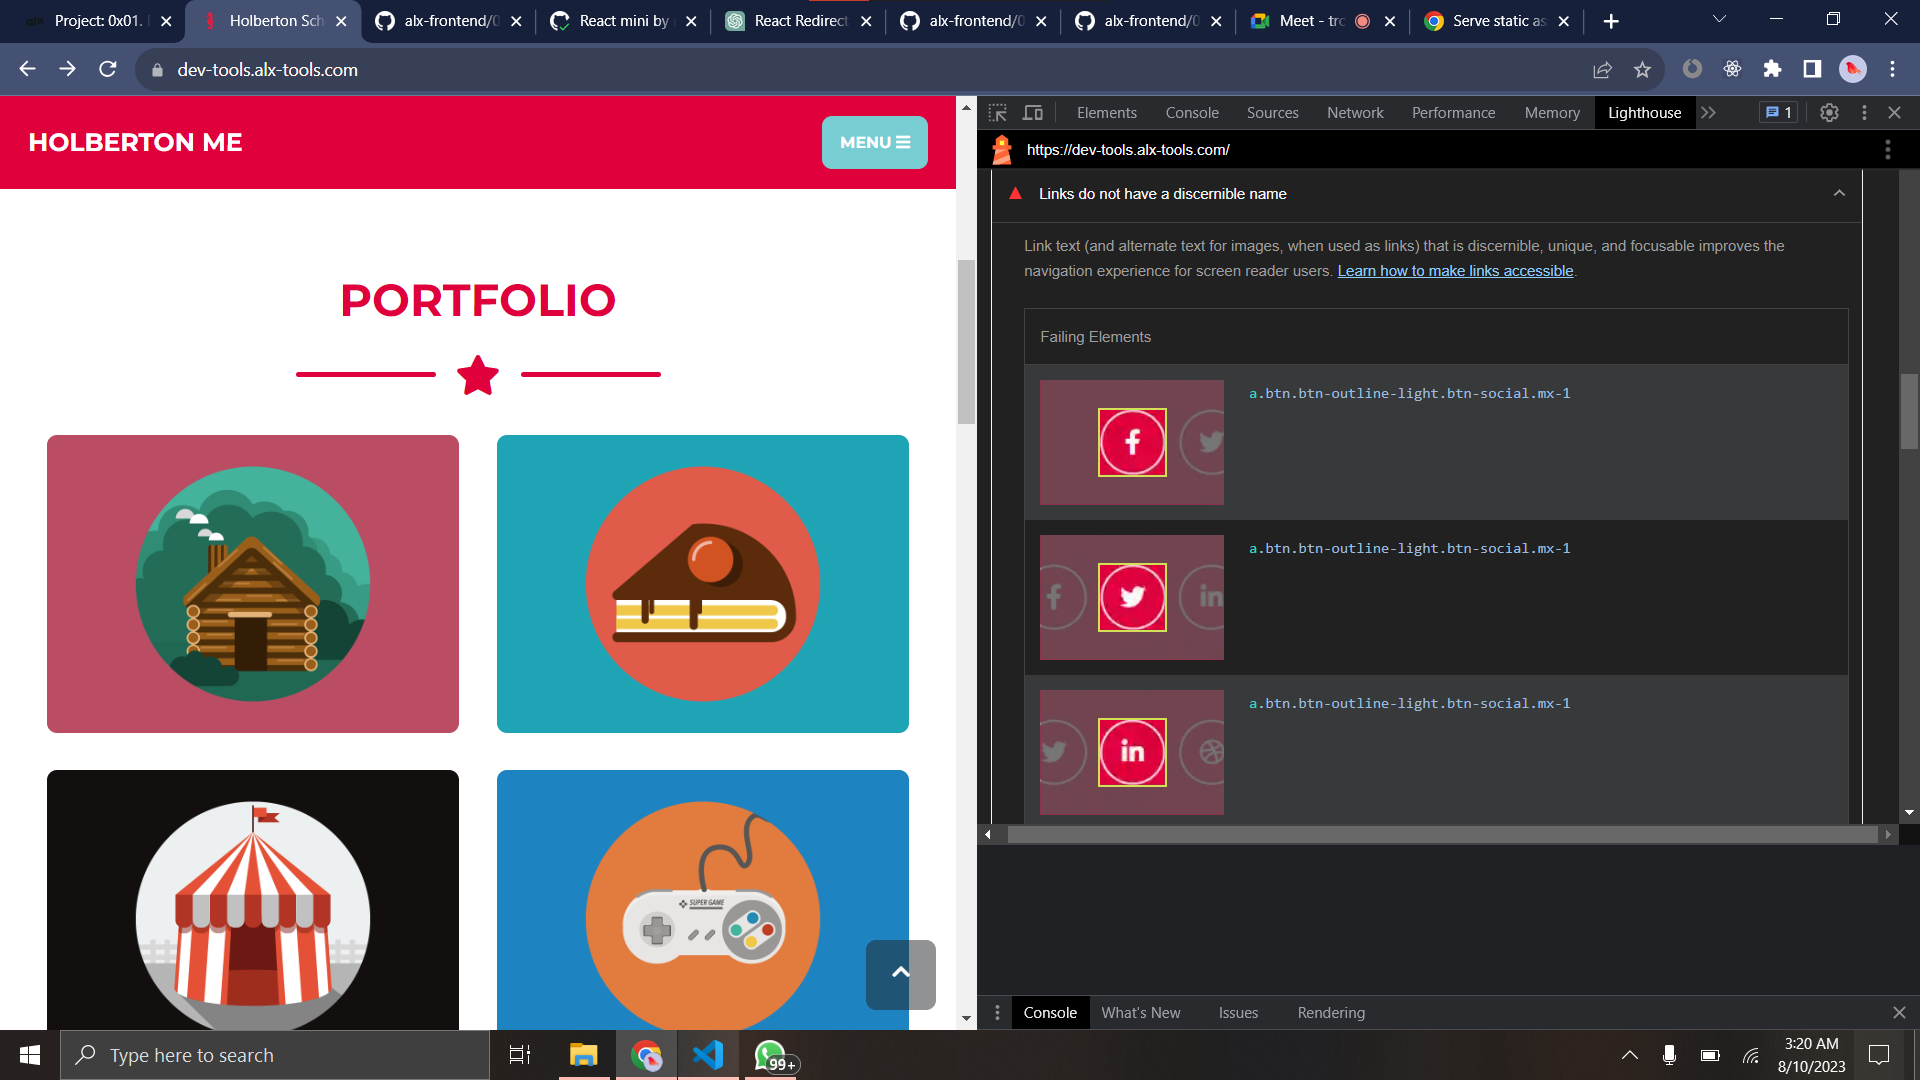 Project: 0x01.
Holberton Sch
alx-frontend/0
React mini by
React Redirect
alx-frontend/0
alx-frontend/0
Meet - tro
Serve static as
dev-tools.alx-tools.com
HOLBERTON ME
MENU
PORTFOLIO
SUPER GAME
Elements
Console
Sources
Network
Performance
Memory
Lighthouse
1
https://dev-tools.alx-tools.com/
Links do not have a discernible name
Link text (and alternate text for images, when used as links) that is discernible, unique, and focusable improves the
navigation experience for screen reader users. Learn how to make links accessible.
Failing Elements
a.btn.btn-outline-light.btn-social.mx-1
a.btn.btn-outline-light.btn-social.mx-1
a.btn.btn-outline-light.btn-social.mx-1
Console
What's New
Issues
Rendering
Type here to search
99+
3:20 AM
8/10/2023